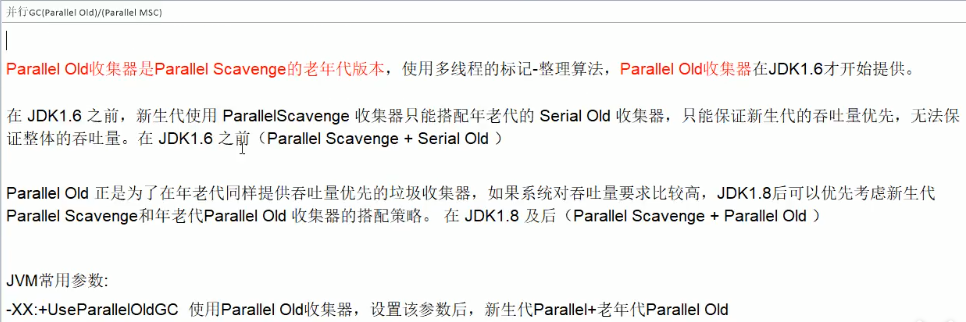 并行GC(Parallel Old)/(Parallel MSC)
Parallel Old收集器是Parallel Scavenge的老年代版本，使用多线程的标记-整理算法，Parallel Old收集器在JDK1.6才开始提供。
在 JDK1.6 之前，新生代使用 ParallelScavenge 收集器只能搭配年老代的 Serial Old 收集器，只能保证新生代的吞吐量优先，无法保
证整体的吞吐量。在 JDK1.6 之前（Parallel Scavenge + Serial Old ）
Parallel Old 正是为了在年老代同样提供吞吐量优先的垃圾收集器，如果系统对吞吐量要求比较高，JDK1.8后可以优先考虑新生代
Parallel Scavenge和年老代Parallel Old 收集器的搭配策略。 在 JDK1.8 及后（Parallel Scavenge + Parallel Old ）
JVM常用参数:
-XX:+UseParallelOldGC  使用Parallel Old收集器，设置该参数后，新生代Parallel+老年代Parallel Old